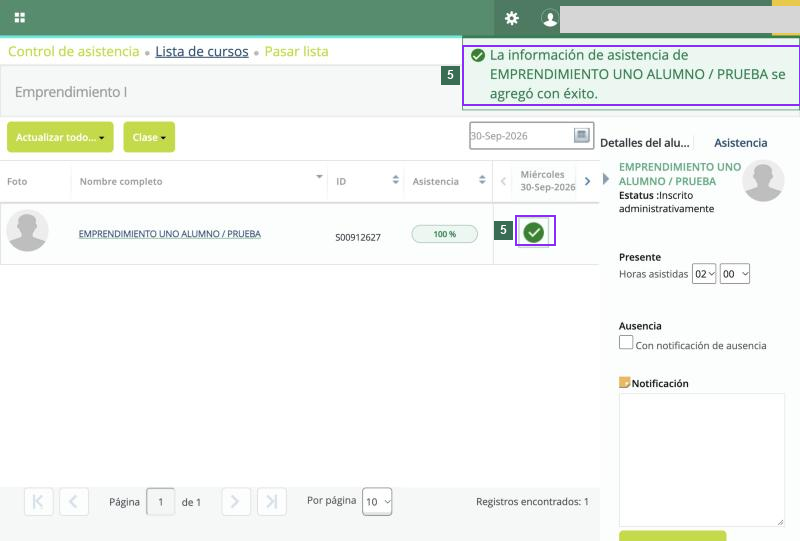 Control de asistencia • Lista de cursos • Pasar lista
5
La información de asistencia de
EMPRENDIMIENTO UNO ALUMNO / PRUEBA se
agregó con éxito.
Emprendimiento I
Actualizar todo...
Clase
30-Sep-2026
Detalles del alu...
Asistencia
Foto
Nombre completo
ID
Asistencia
Miércoles
30-Sep-2026
EMPRENDIMIENTO UNO ALUMNO / PRUEBA
S00912627
100 %
5
EMPRENDIMIENTO UNO
ALUMNO / PRUEBA
Estatus :Inscrito
administrativamente
Presente
Horas asistidas 02 00
Ausencia
Con notificación de ausencia
Notificación
Página 1 de 1
Por página 10
Registros encontrados: 1